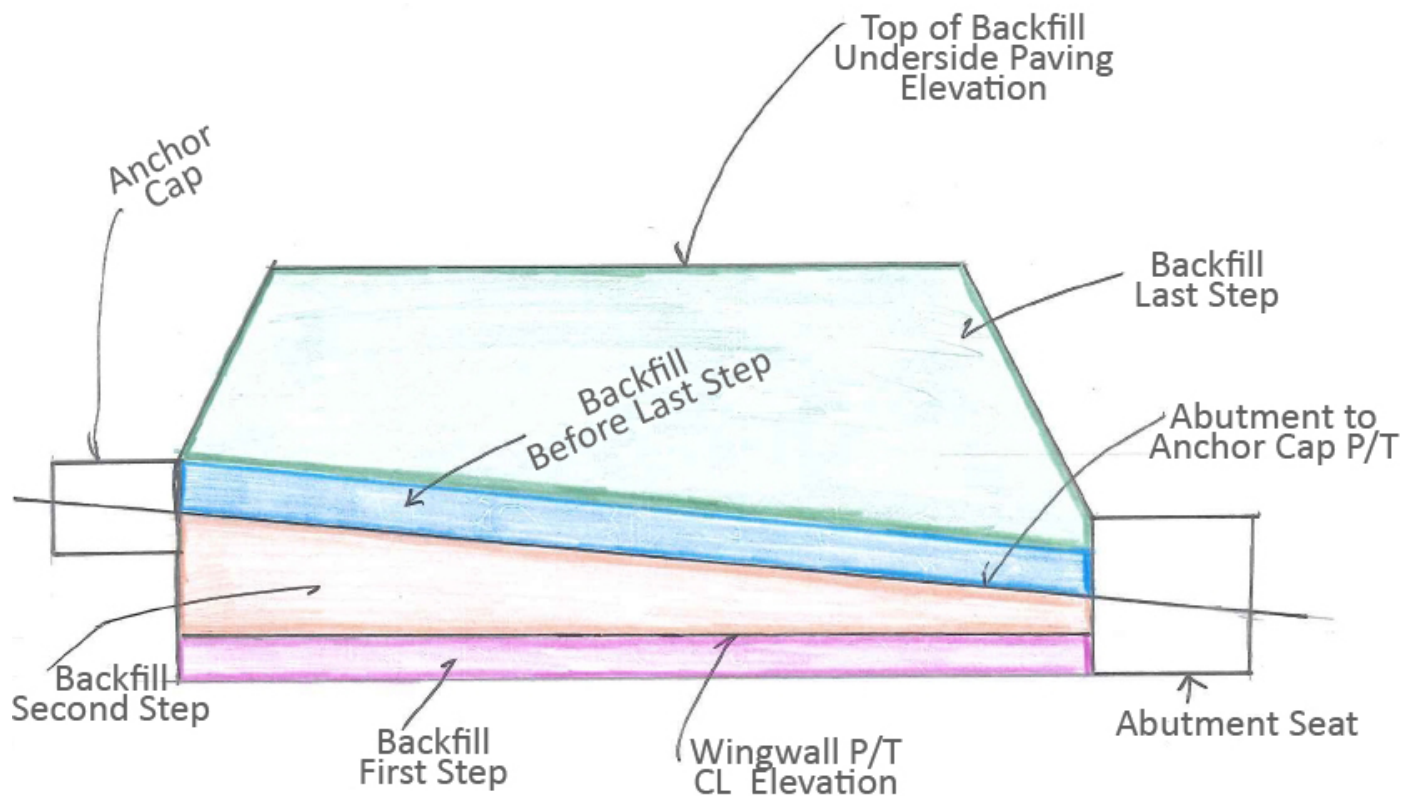 Top of Backfill
Underside Paving
Elevation
Anchor
Cap
Backfill
Last Step
Backfill
Before Last Step
Abutment to
Anchor Cap P/T
Backfill
Second Step
Backfill
First Step
Wingwall P/T
CL Elevation
Abutment Seat